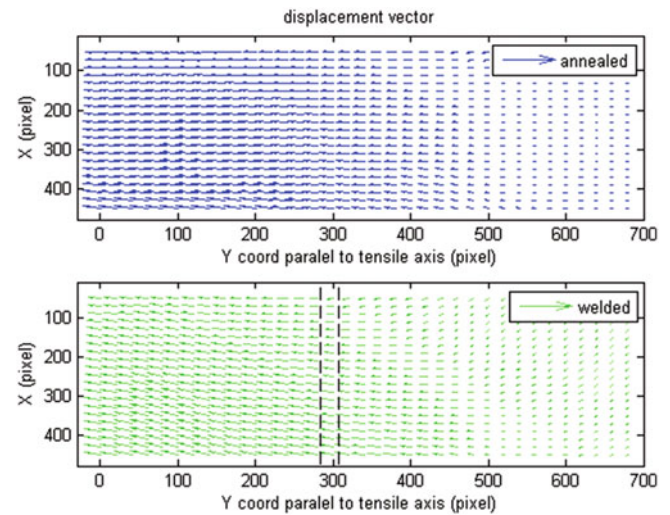 displacement vector
annealed
100
200
300
400
X (pixel)
0 100 200 300 400 500 600 700
Y coord paralel to tensile axis (pixel)
welded
100
200
300
400
X (pixel)
0 100 200 300 400 500 600 700
Y coord paralel to tensile axis (pixel)